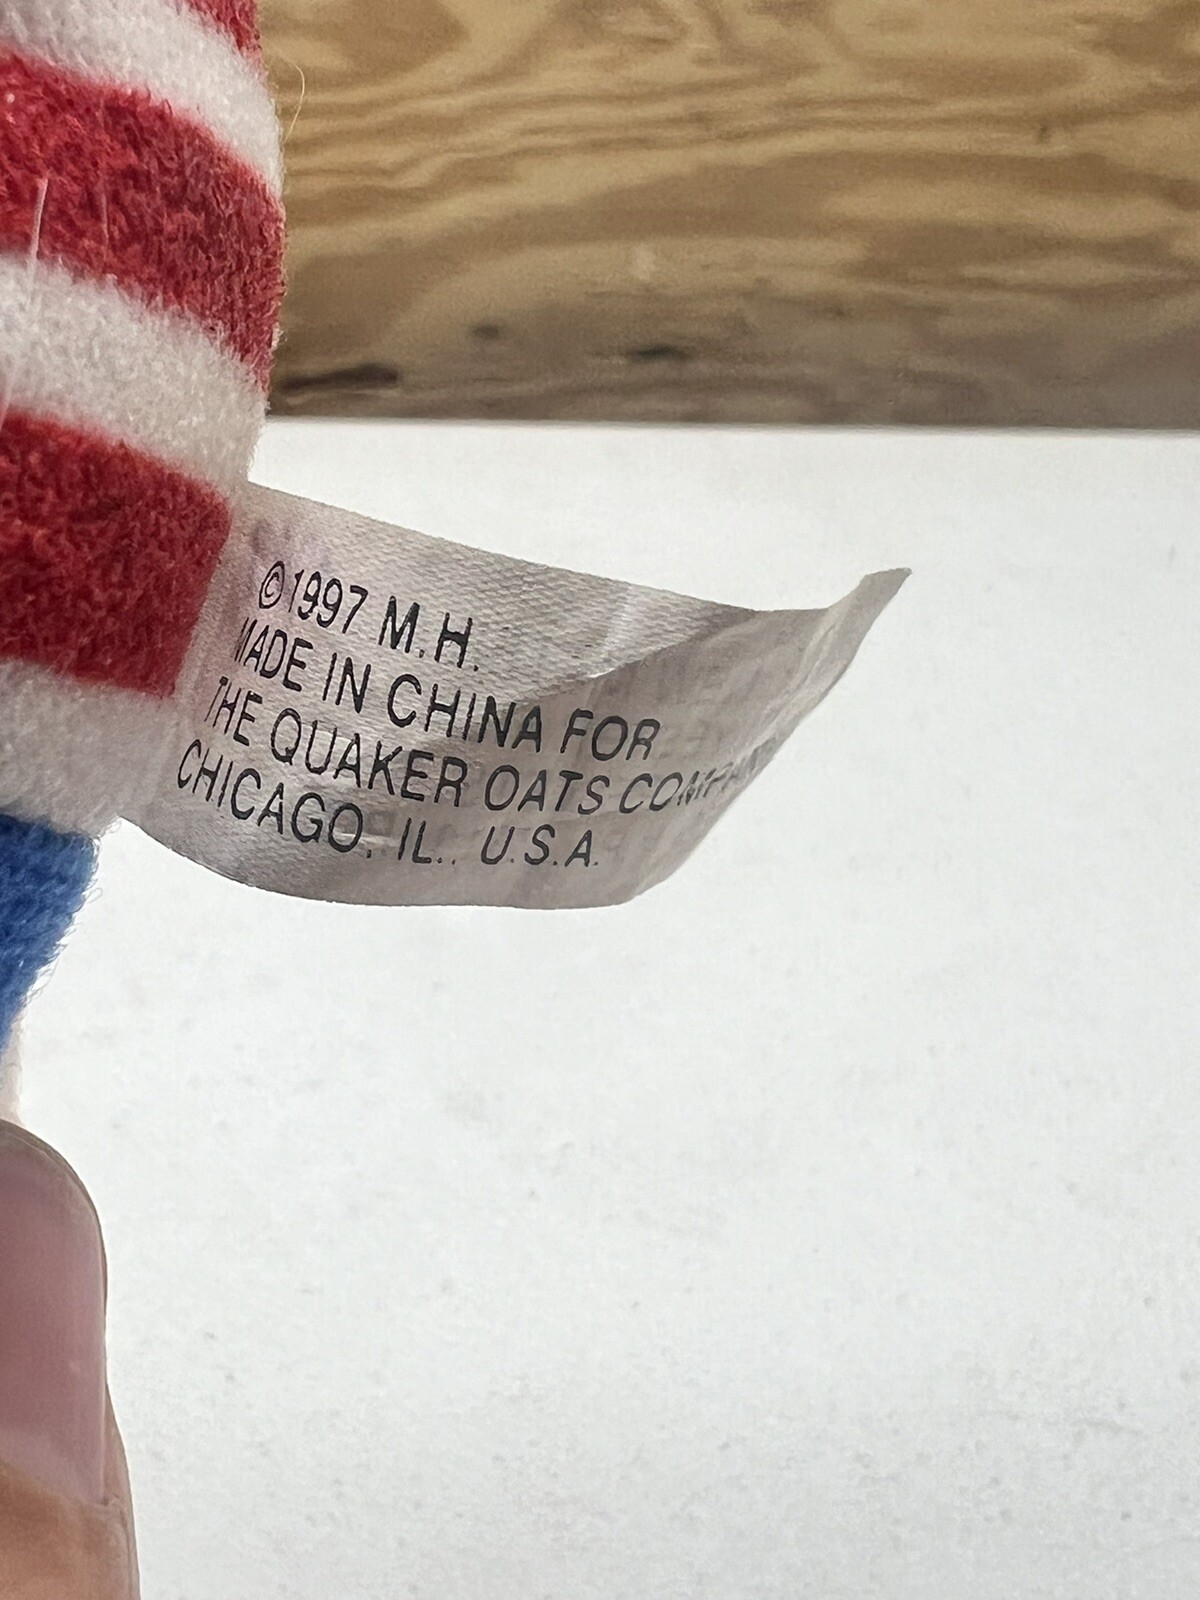 ©1997 M.H.
MADE IN CHINA FOR
THE QUAKER OATS COMPANY
CHICAGO, IL., U.S.A.